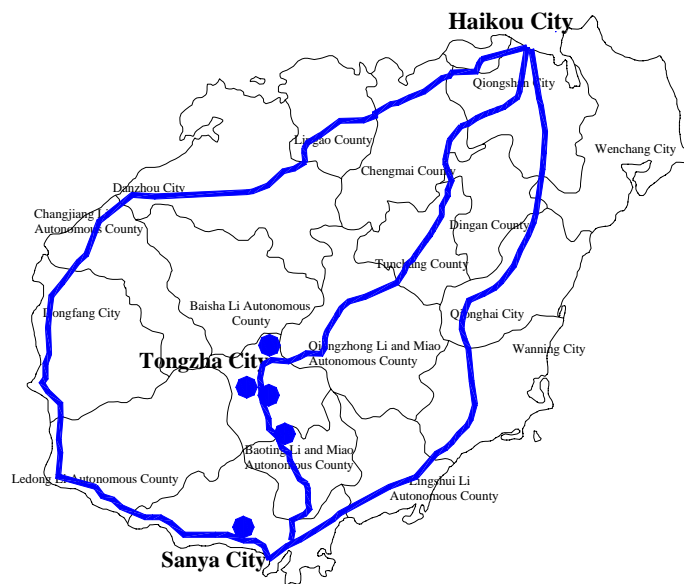 Haikou City
Qiongshan City
Wenchang City
Lingao County
Chengmai County
Danzhou City
Changjiang Li
Autonomous County
Dingan County
Tunchang County
Dongfang City
Baisha Li Autonomous
County
Qionghai City
Qiongzhong Li and Miao
Autonomous County
Wanning City
Tongzha City
Baoting Li and Miao
Autonomous County
Ledong Li Autonomous County
Lingshui Li
Autonomous County
Sanya City